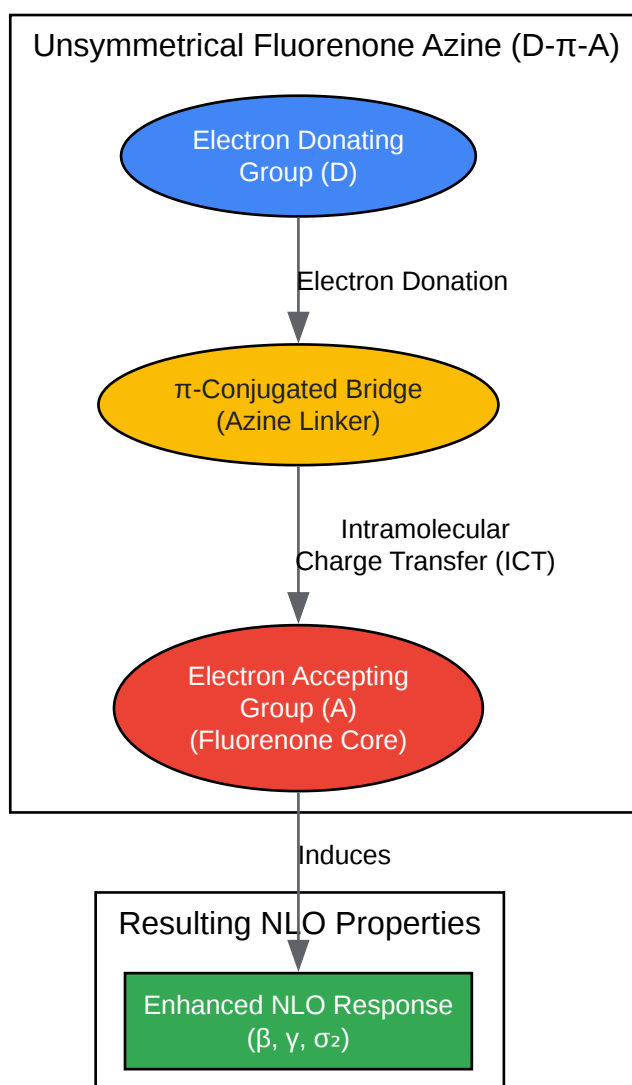 Unsymmetrical Fluorenone Azine (D-π-A)
Electron Donating
Group (D)
Electron Donation
π-Conjugated Bridge
(Azine Linker)
Intramolecular
Charge Transfer (ICT)
Electron Accepting
Group (A)
(Fluorenone Core)
Induces
Resulting NLO Properties
Enhanced NLO Response
(β, γ, σ₂)